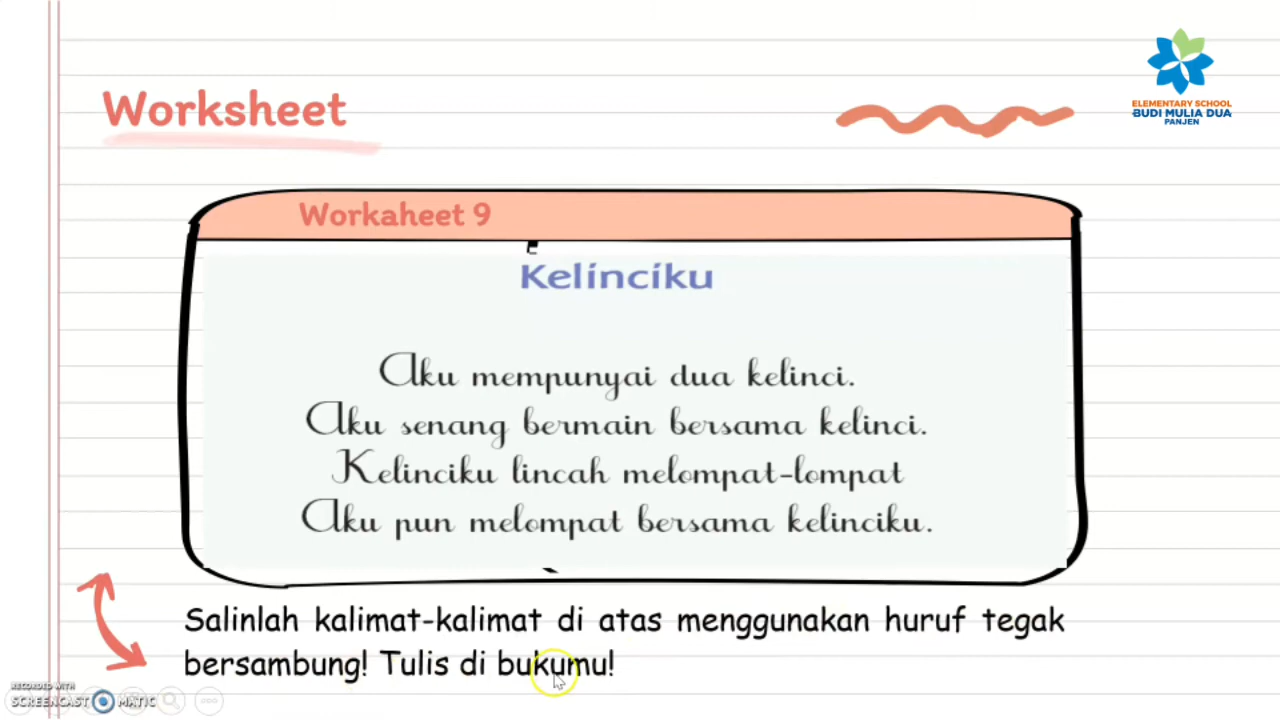 Worksheet
ELEMENTARY SCHOOL
BUDI MULIA DUA
PANJEN
Workaheet 9
Kelinciku
Aku mempunyai dua kelinci.
Aku senang bermain bersama kelinci.
Kelinciku lincah melompat-lompat
Aku pun melompat bersama kelinciku.
Salinlah kalimat-kalimat di atas menggunakan huruf tegak
bersambung! Tulis di bukumu!
RECORDED WITH
SCREENCAST MATIC